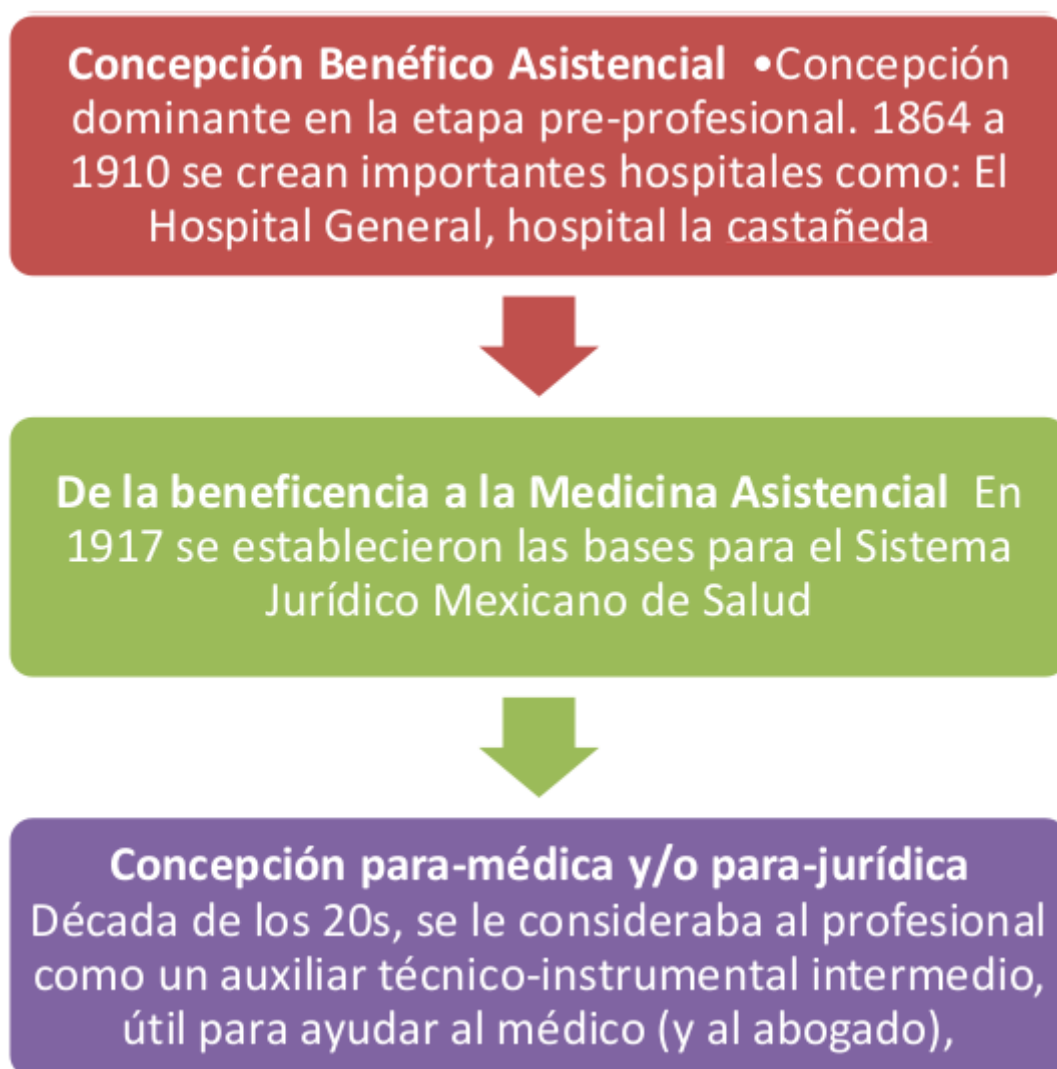 Concepción Benéfico Asistencial •Concepción
dominante en la etapa pre-profesional. 1864 a
1910 se crean importantes hospitales como: El
Hospital General, hospital la castañeda
De la beneficencia a la Medicina Asistencial En
1917 se establecieron las bases para el Sistema
Jurídico Mexicano de Salud
Concepción para-médica y/o para-jurídica
Década de los 20s, se le consideraba al profesional
como un auxiliar técnico-instrumental intermedio,
útil para ayudar al médico (y al abogado),